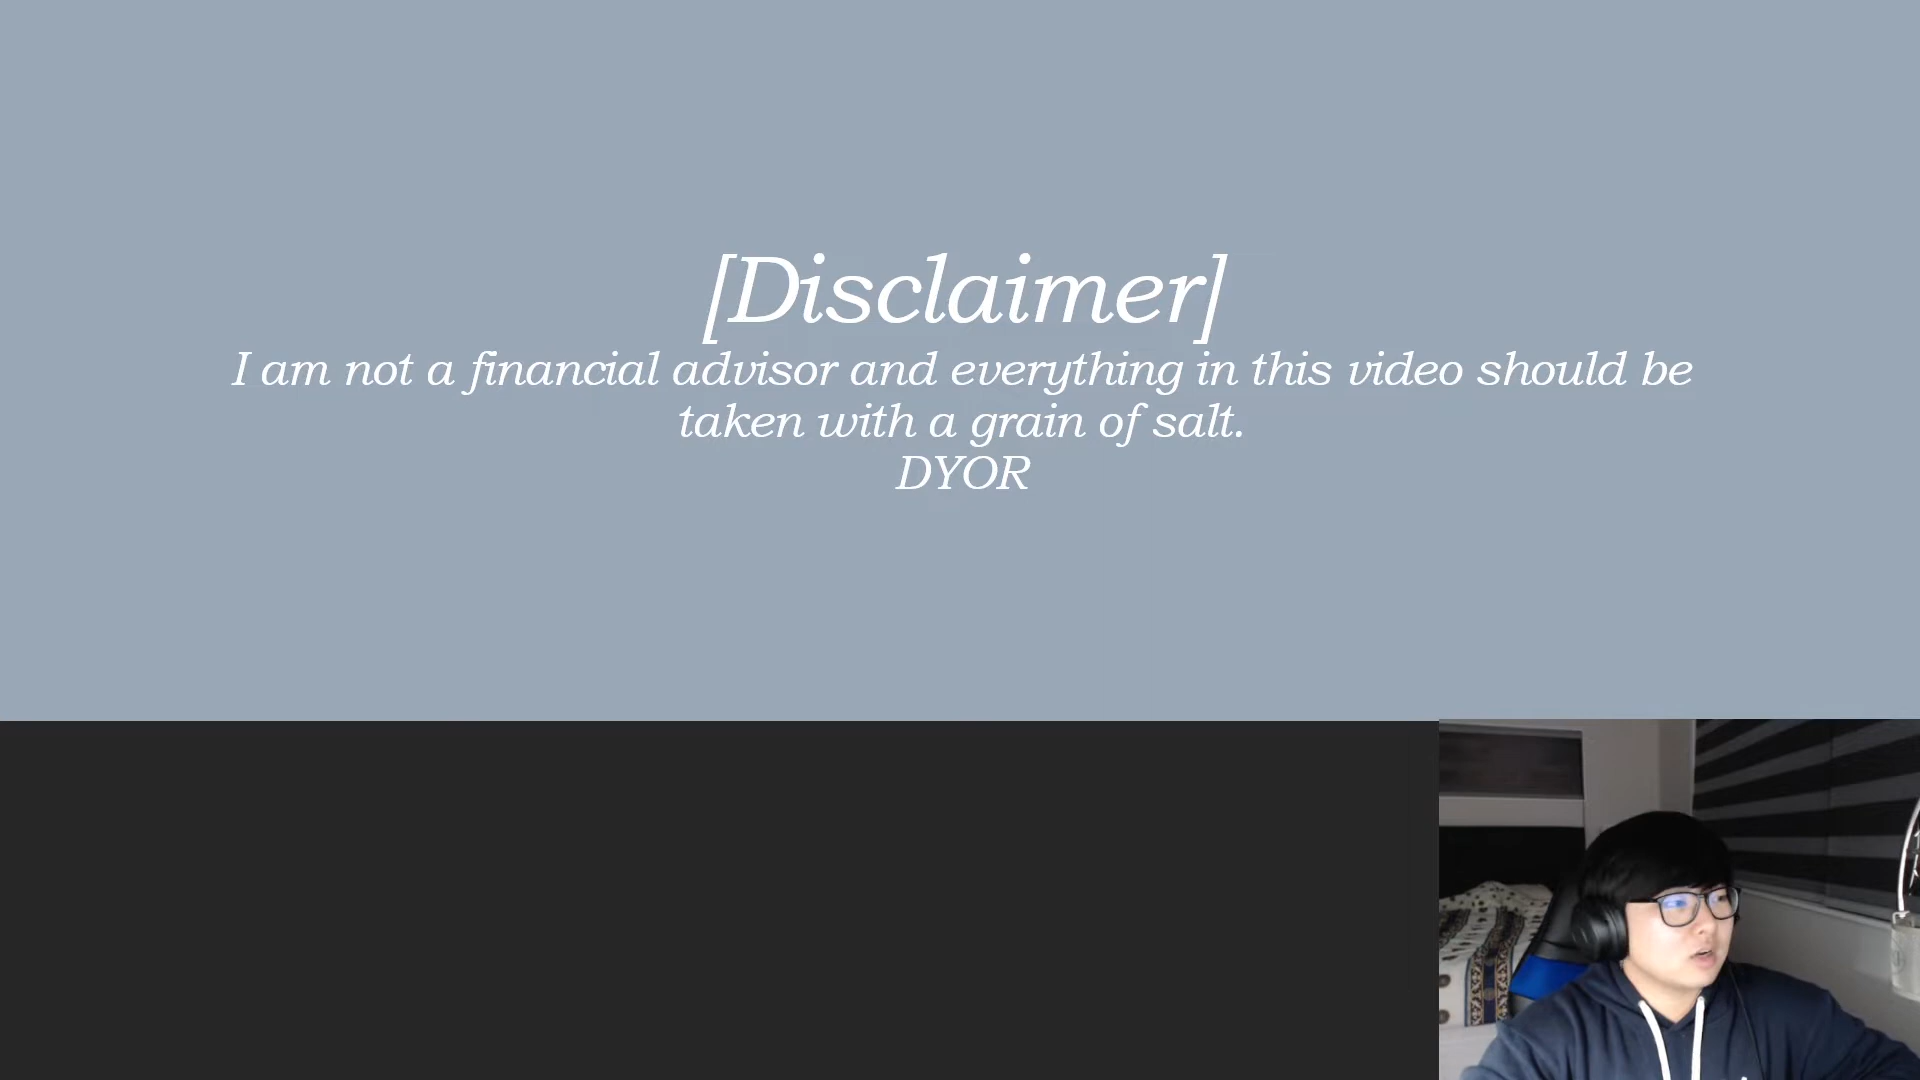 [Disclaimer]
I am not a financial advisor and everything in this video should be
taken with a grain of salt.
DYOR